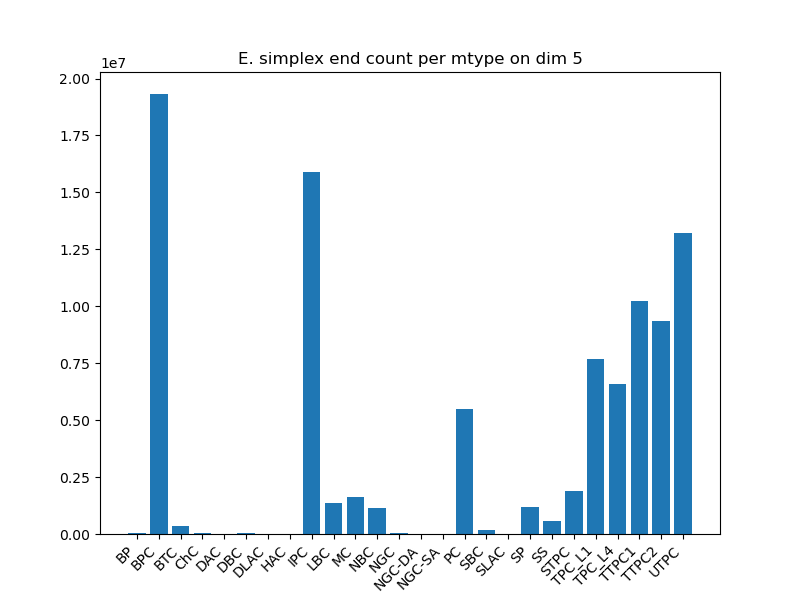 E. simplex end count per mtype on dim 5
1e7
2.00
1.75
1.50
1.25
1.00
0.75
0.50
0.25
0.00
BP
BPC
BTC
ChC
DAC
DBC
DLAC
HAC
IPC
LBC
MC
NBC
NGC
NGC-DA
NGC-SA
PC
SBC
SLAC
SP
SS
STPC
TPC_L1
TPC_L4
TTPC1
TTPC2
UTPC